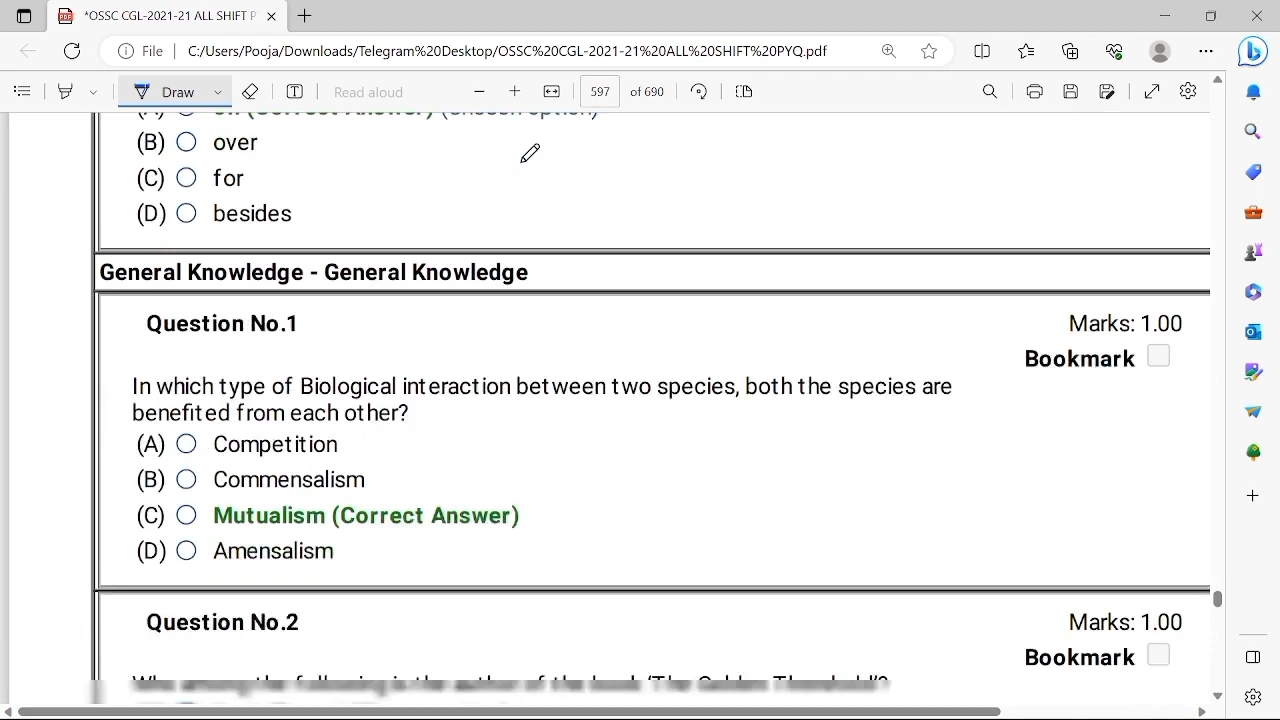 *OSSC CGL-2021-21 ALL SHIFT P
File
C:/Users/Pooja/Downloads/Telegram%20Desktop/OSSC%20CGL-2021-21%20ALL%20SHIFT%20PYQ.pdf
Draw
Read aloud
597 of 690
(B) over
(C) for
(D) besides
General Knowledge - General Knowledge
Question No.1
Marks: 1.00
Bookmark
In which type of Biological interaction between two species, both the species are
benefited from each other?
(A) Competition
(B) Commensalism
(C) Mutualism (Correct Answer)
(D) Amensalism
Question No.2
Marks: 1.00
Bookmark